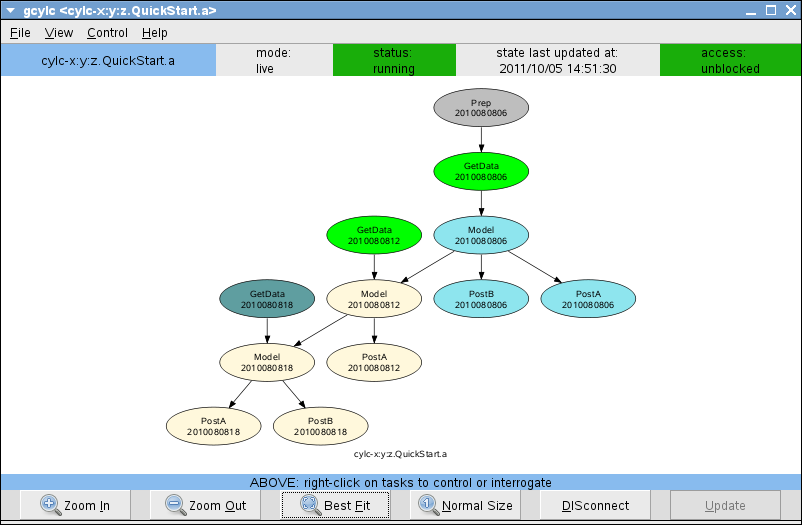 gcylc <cylc-x:y:z.QuickStart.a>
File View Control Help
cylc-x:y:z.QuickStart.a
mode:
live
status:
running
state last updated at:
2011/10/05 14:51:30
access:
unblocked
Prep
2010080806
GetData
2010080806
GetData
2010080812
Model
2010080806
GetData
2010080818
Model
2010080812
PostB
2010080806
PostA
2010080806
Model
2010080818
PostA
2010080812
PostA
2010080818
PostB
2010080818
cylc-x:y:z.QuickStart.a
ABOVE: right-click on tasks to control or interrogate
Zoom In
Zoom Out
Best Fit
1 Normal Size
DISconnect
Update